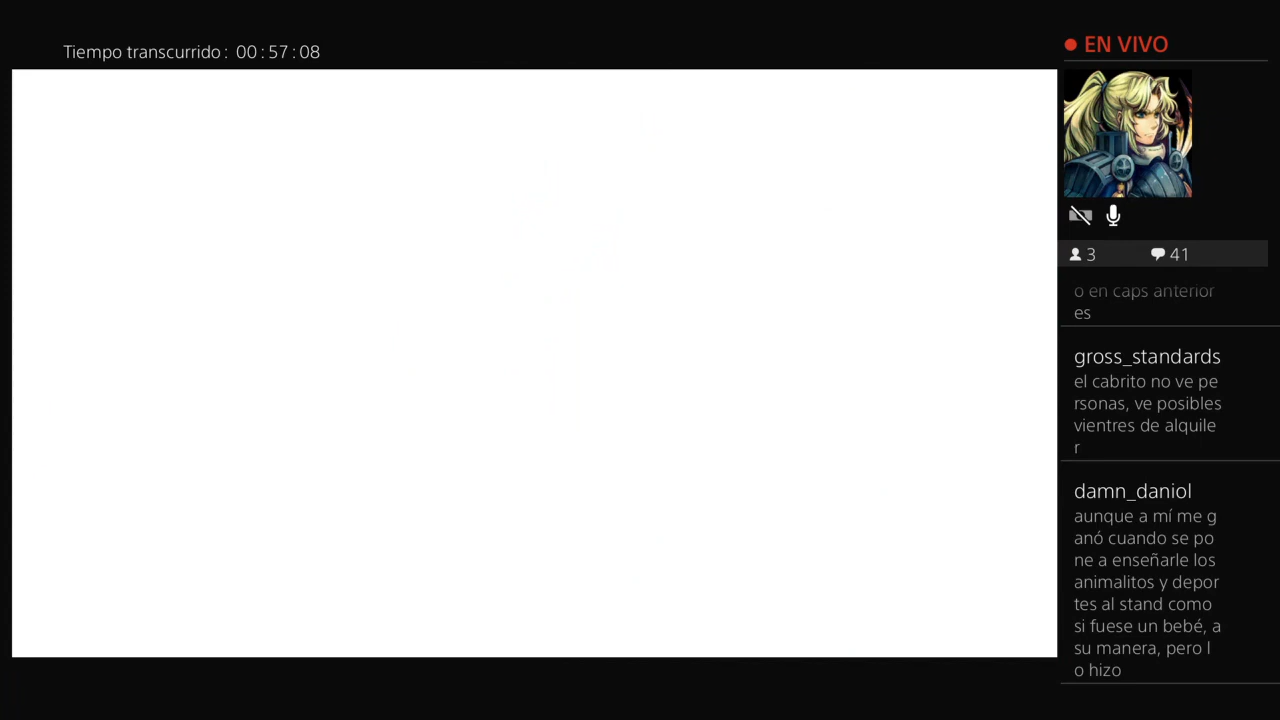 Tiempo transcurrido: 00:57:08
EN VIVO
3 41
o en caps anterior
es
gross_standards
el cabrito no ve pe
rsonas, ve posibles
vientres de alquile
r
damn_daniol
aunque a mí me g
anó cuando se po
ne a enseñarle los
animalitos y depor
tes al stand como
si fuese un bebé, a
su manera, pero l
o hizo